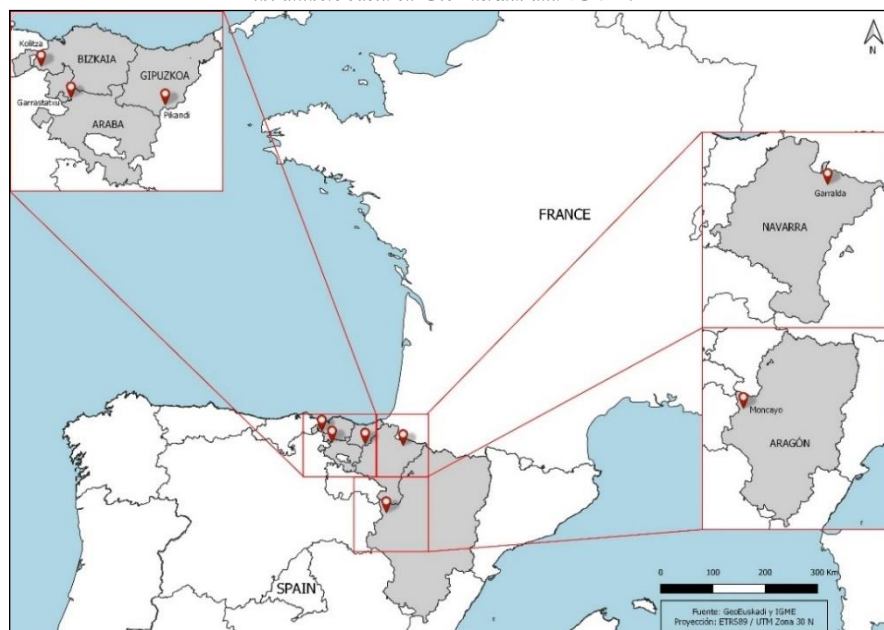 Kolitza
BIZKAIA
GIPUZKOA
Garrastatxu
Pikandi
ARABA
N
FRANCE
Garralda
NAVARRA
Moncayo
ARAGÓN
SPAIN
0 100 200 300 Km
Fuente: GeoEuskadi y IGME
Proyección: ETRS89 / UTM Zona 30 N